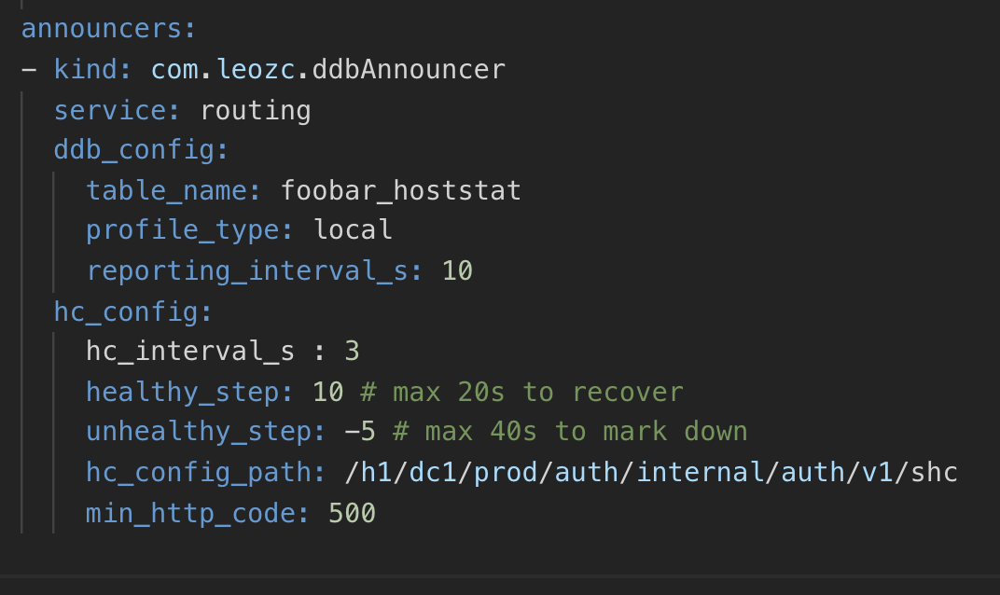 announcers:
- kind: com.leozc.ddbAnnouncer
  service: routing
  ddb_config:
    table_name: foobar_hoststat
    profile_type: local
    reporting_interval_s: 10
  hc_config:
    hc_interval_s : 3
    healthy_step: 10 # max 20s to recover
    unhealthy_step: -5 # max 40s to mark down
    hc_config_path: /h1/dc1/prod/auth/internal/auth/v1/shc
    min_http_code: 500